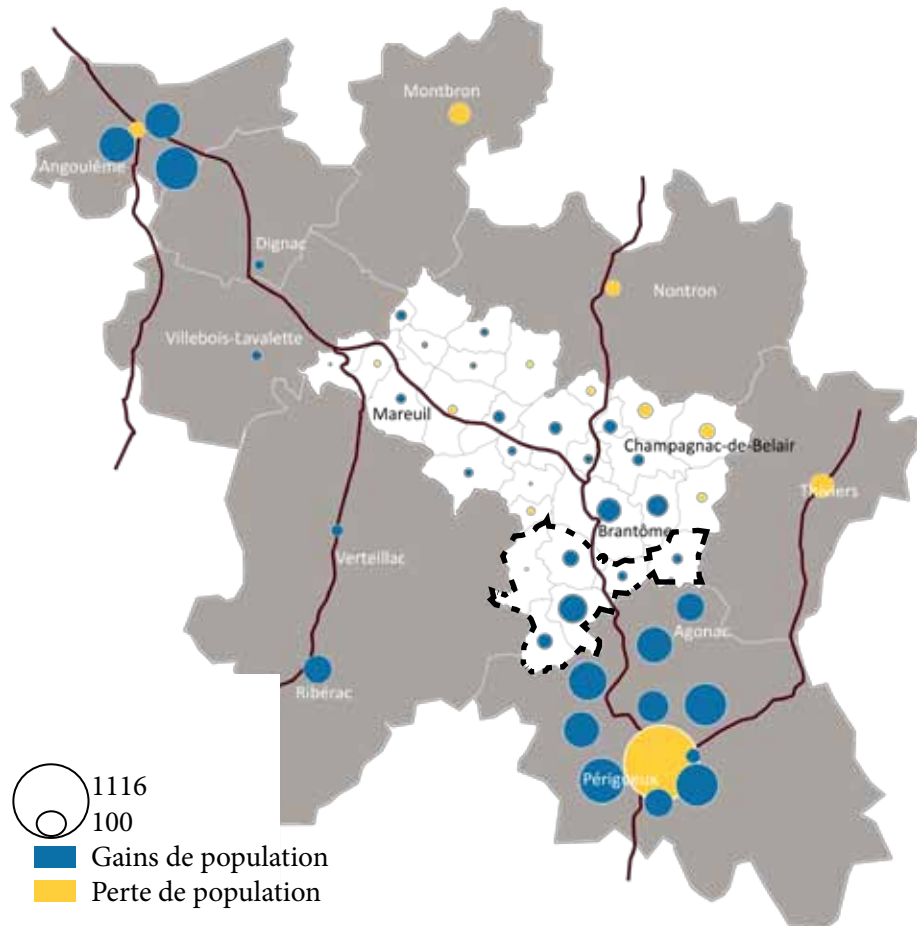 Montbron
Angoulême
Dignac
Nontron
Villebois-Lavalette
Mareuil
Champagnac-de-Belair
Thiviers
Brantôme
Verteillac
Agonac
Ribérac
Périgueux
1116
100
Gains de population
Perte de population